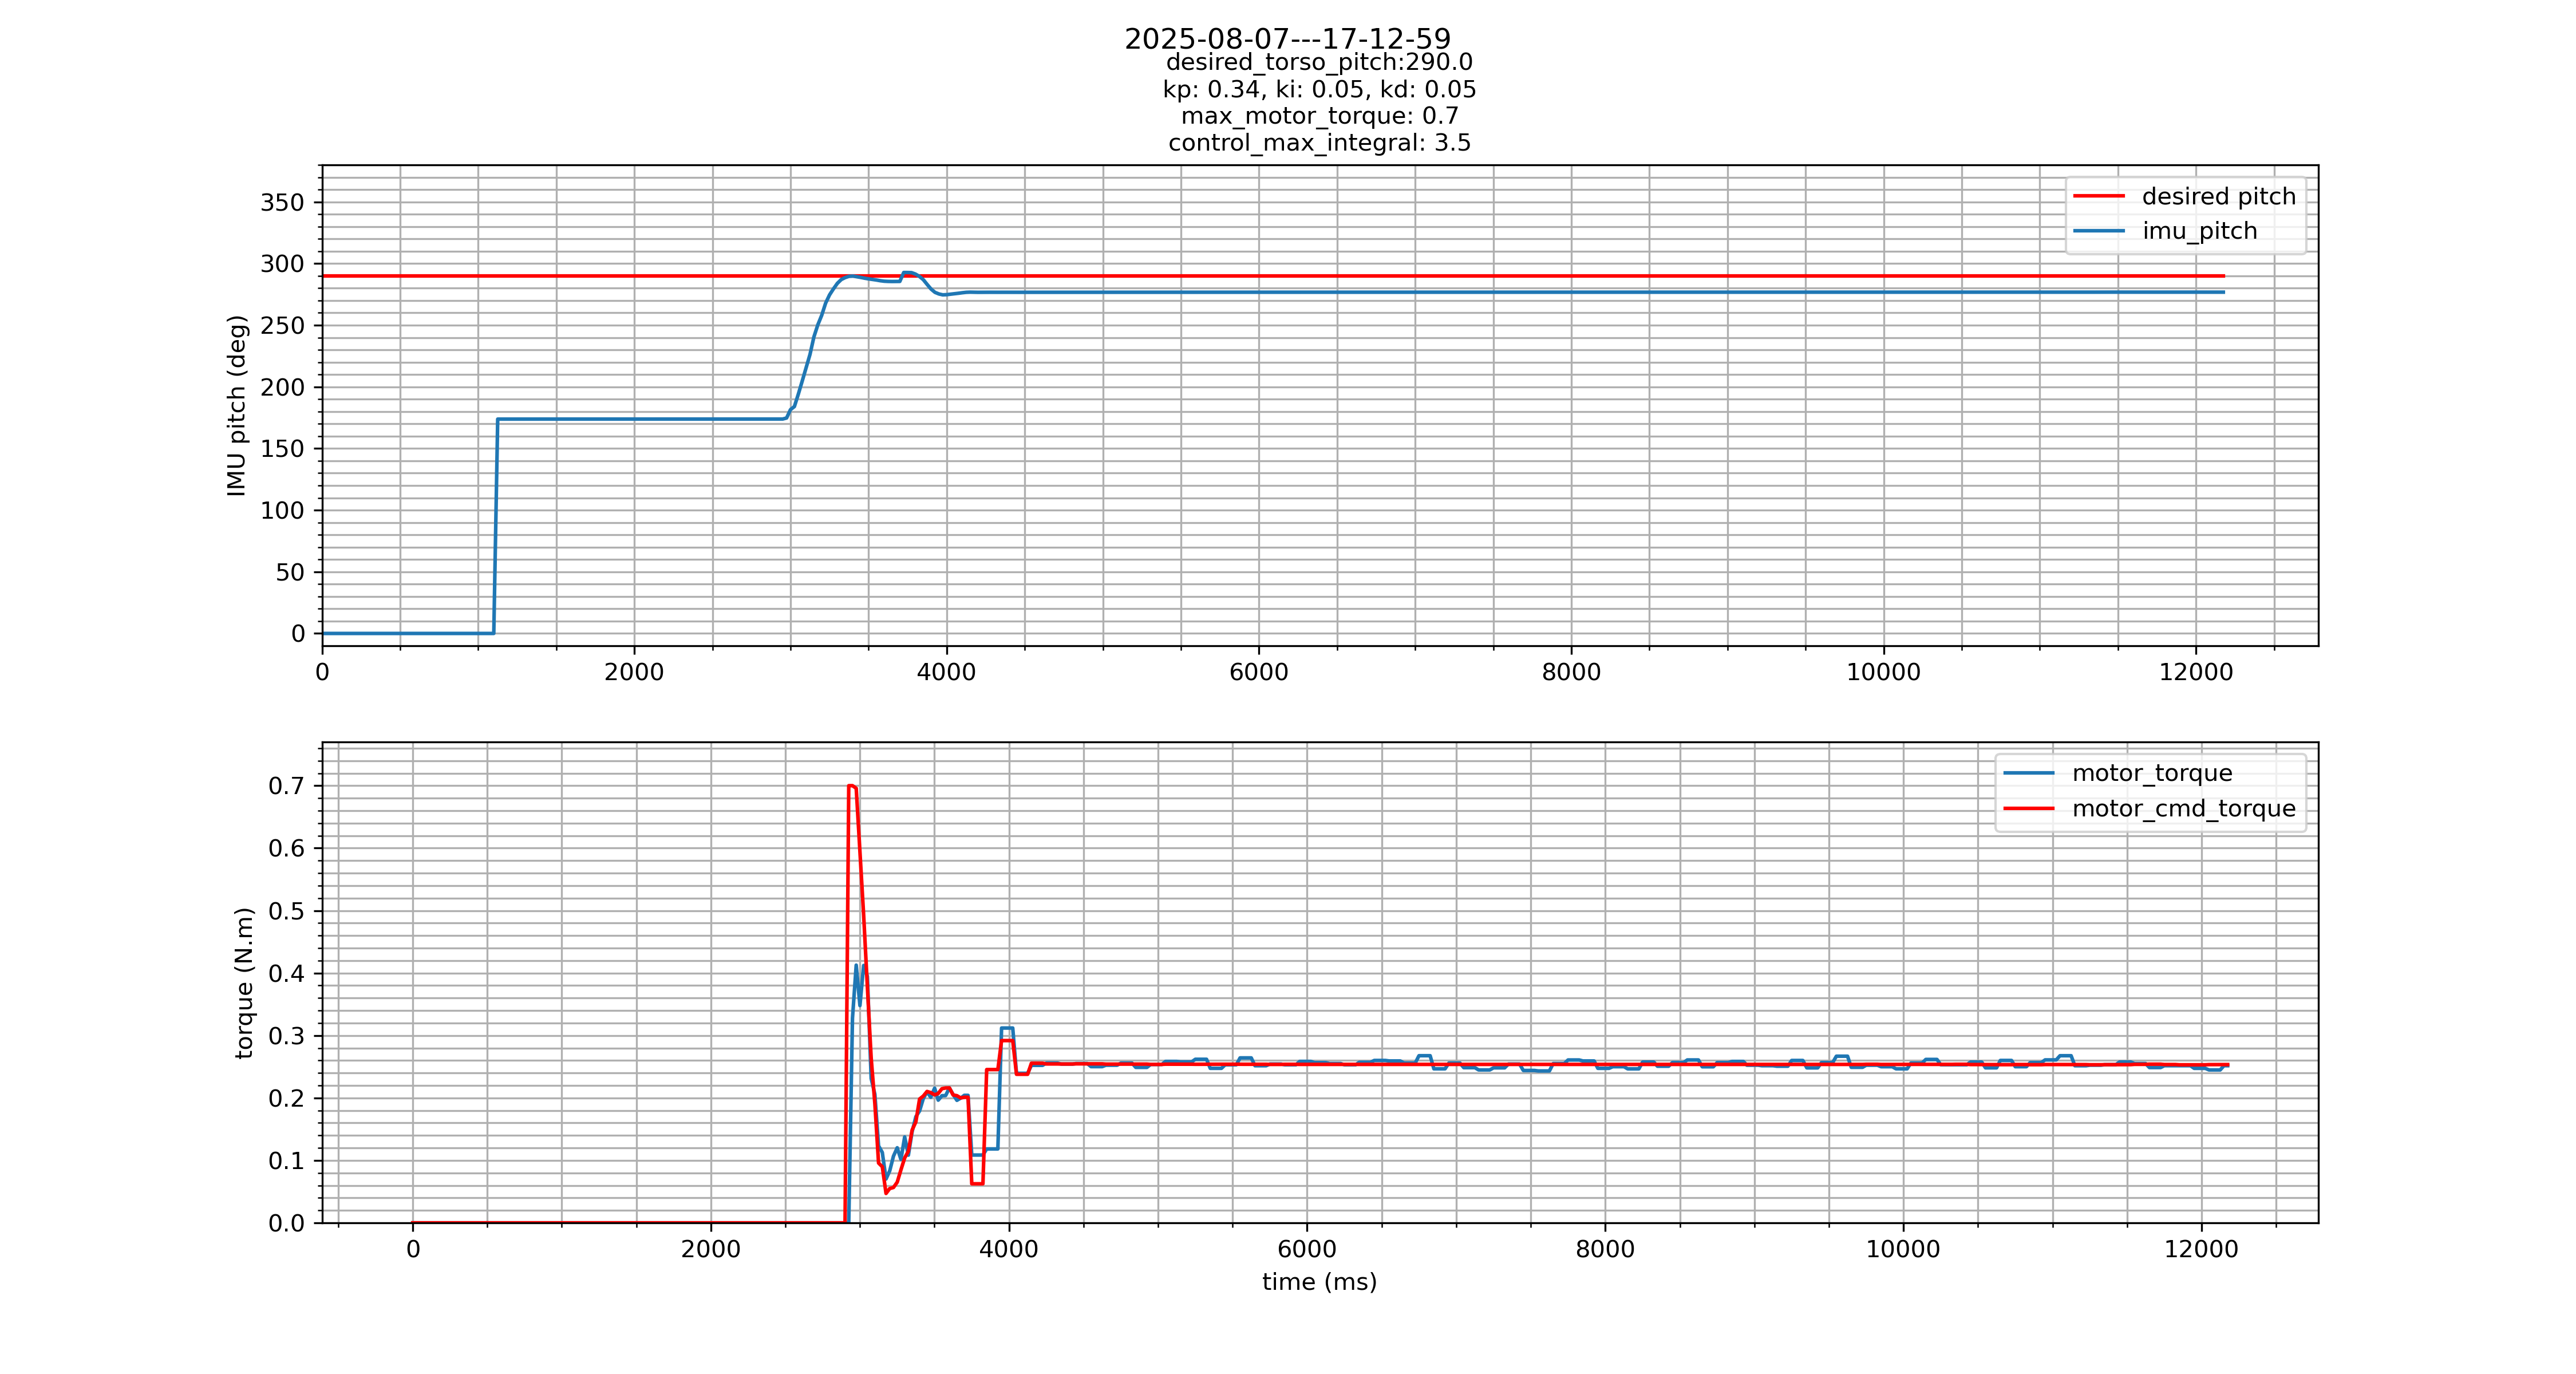 2025-08-07---17-12-59
desired_torso_pitch:290.0
kp: 0.34, ki: 0.05, kd: 0.05
max_motor_torque: 0.7
control_max_integral: 3.5
350
300
250
200
150
100
50
0
IMU pitch (deg)
desired pitch
imu_pitch
0 2000 4000 6000 8000 10000 12000
0.7
0.6
0.5
0.4
0.3
0.2
0.1
0.0
torque (N.m)
motor_torque
motor_cmd_torque
0 2000 4000 6000 8000 10000 12000
time (ms)